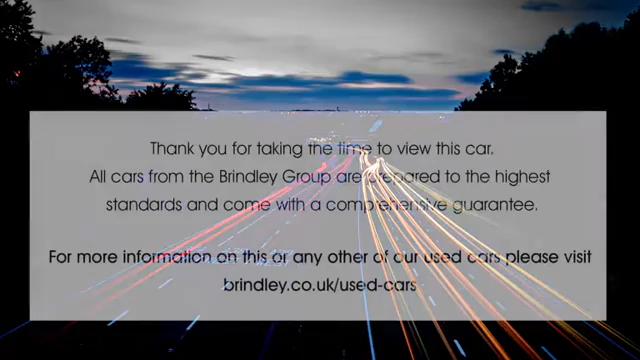 Thank you for taking the time to view this car.
All cars from the Brindley Group are prepared to the highest
standards and come with a comprehensive guarantee.
For more information on this or any other of our used cars please visit
brindley.co.uk/used-cars